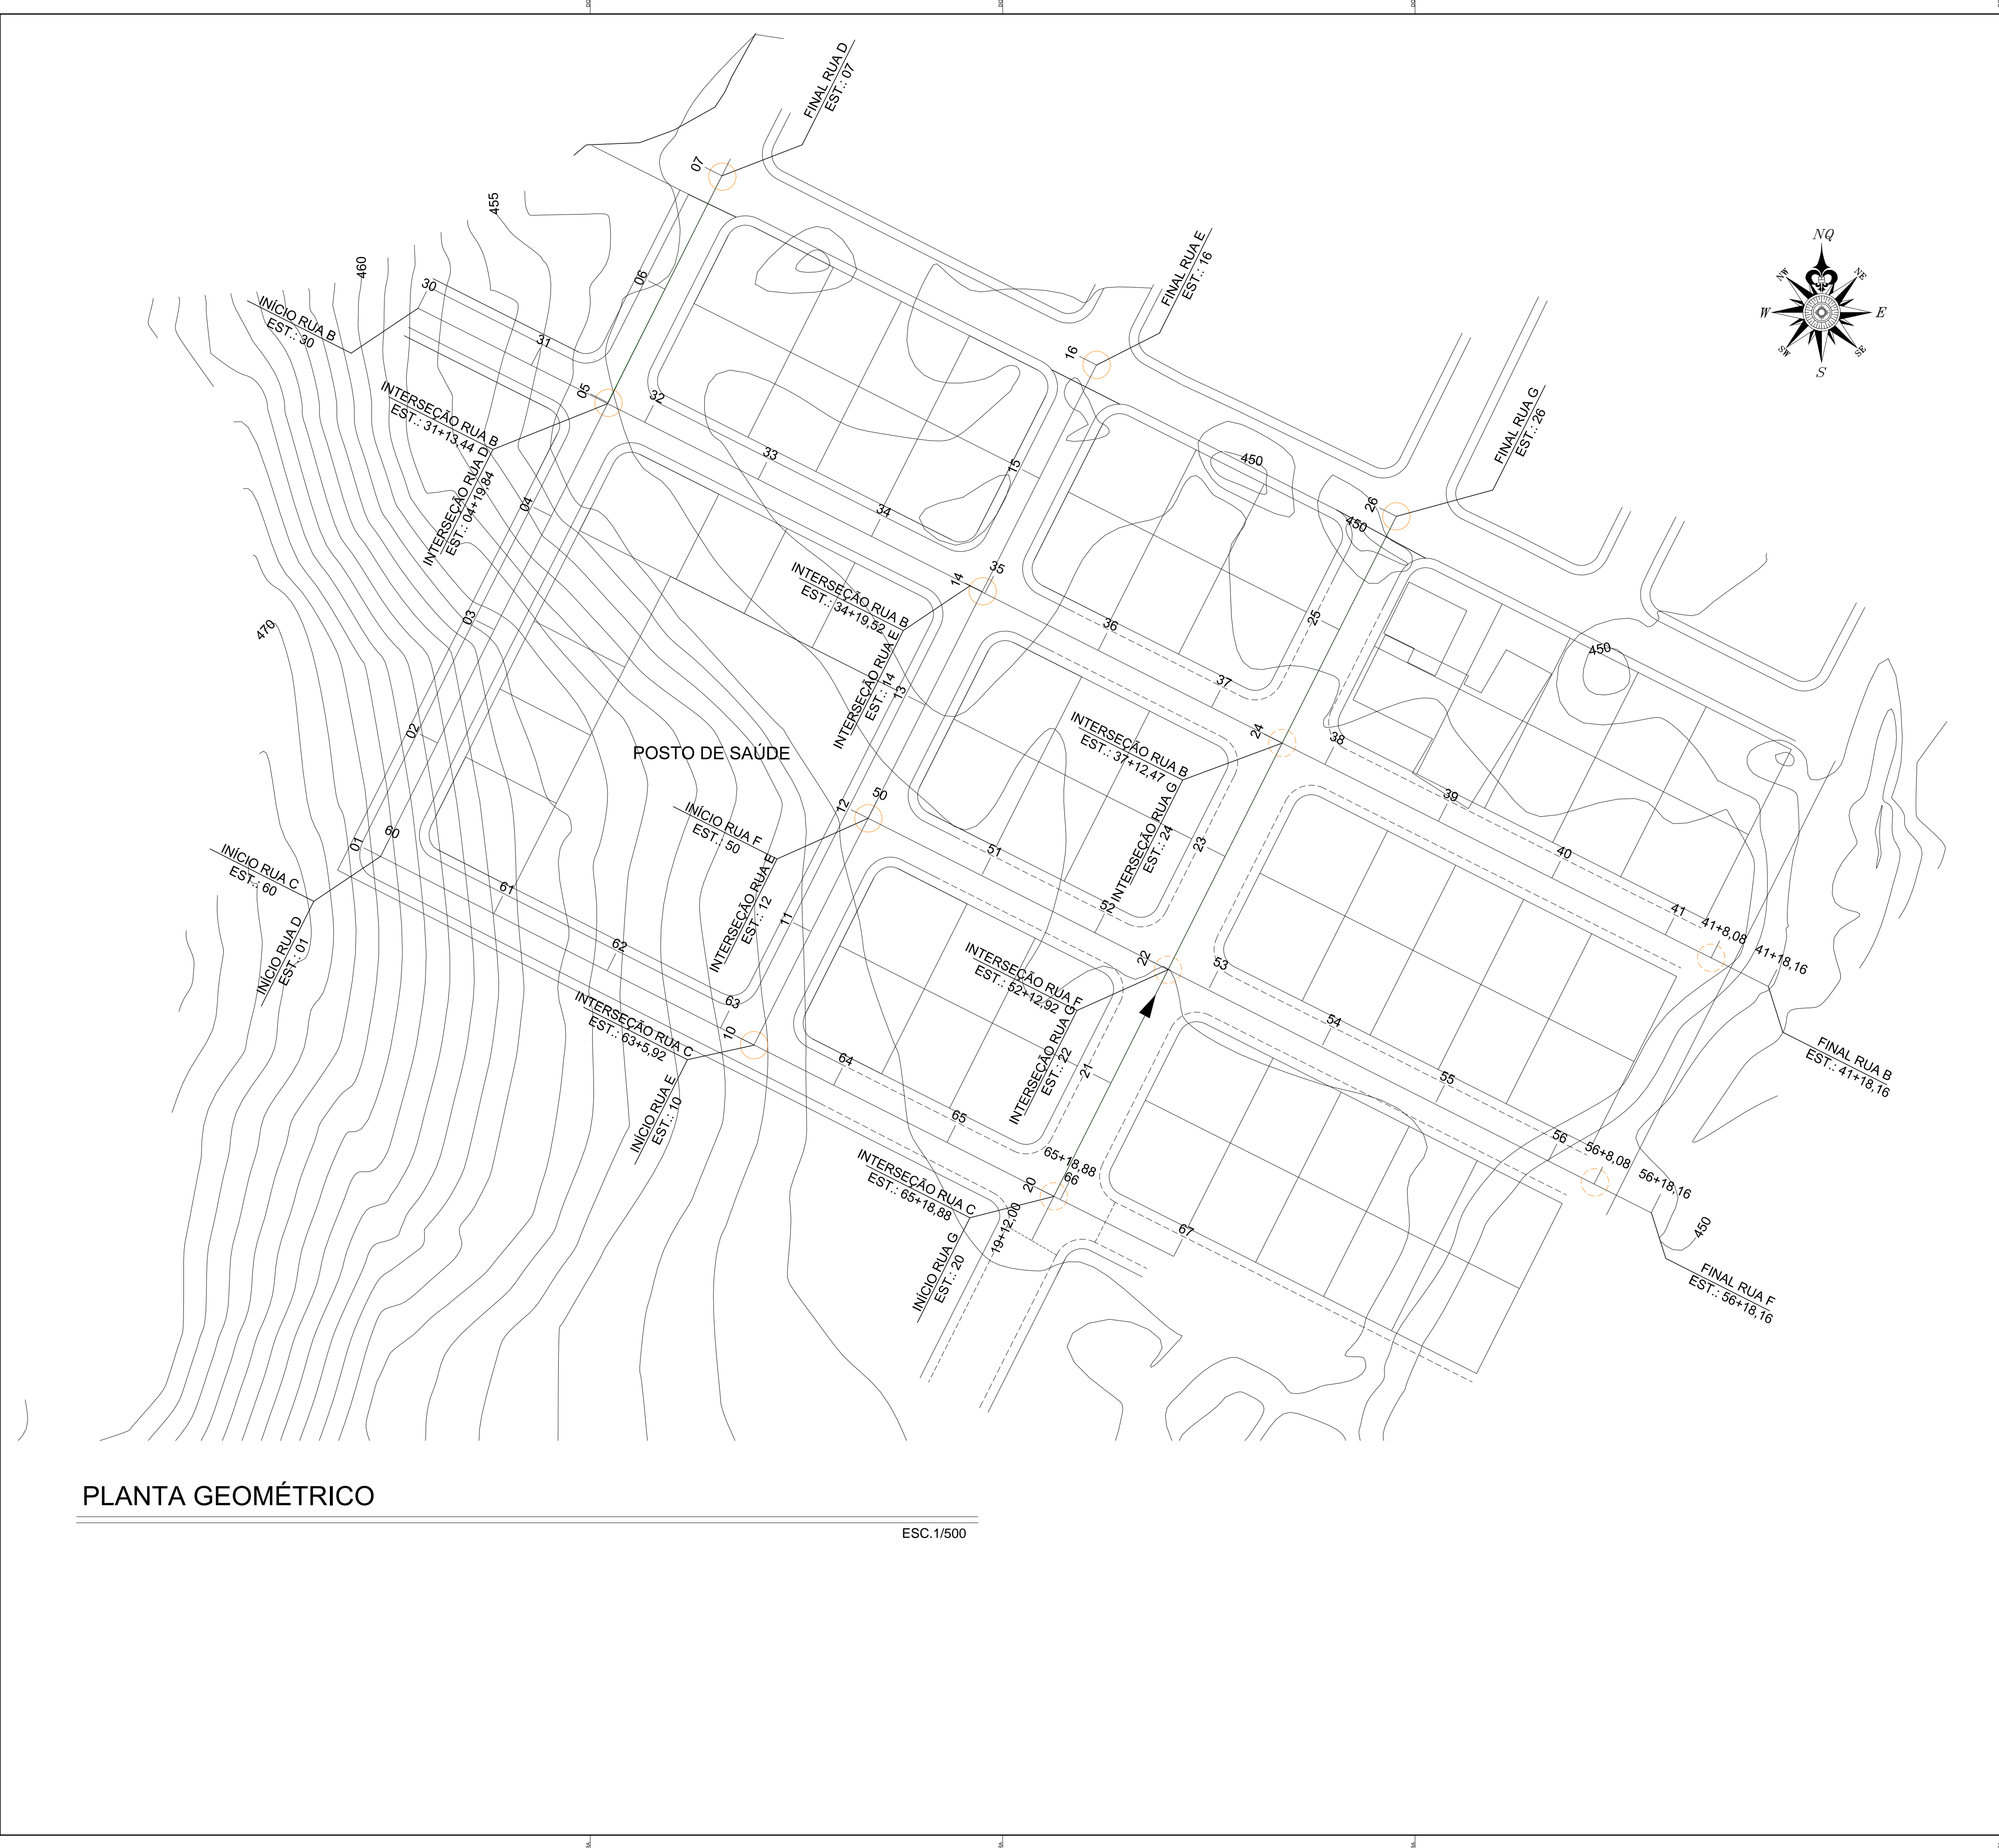 FINAL RUA D
EST.: 07
07
455
460
06
FINAL RUA E
EST.: 16
NQ
NW
NE
W
E
SW
SE
S
30
INÍCIO RUA B
EST.: 30
31
16
05
32
INTERSEÇÃO RUA B
EST.: 31+13,44
INTERSEÇÃO RUA D
EST.: 04+19,84
FINAL RUA G
EST.: 26
33
15
450
26
450
04
34
14
35
INTERSEÇÃO RUA B
EST.: 34+19,52
INTERSEÇÃO RUA E
EST.: 14
03
36
25
470
450
13
37
02
POSTO DE SAÚDE
INTERSEÇÃO RUA B
EST.: 37+12,47
INTERSEÇÃO RUA G
EST.: 24
24
38
39
12
50
INÍCIO RUA F
EST.: 50
INTERSEÇÃO RUA E
EST.: 12
01
60
51
23
40
INÍCIO RUA C
EST.: 60
INÍCIO RUA D
EST.: 01
61
52
11
41
41+8,08
41+18,16
62
22
53
INTERSEÇÃO RUA F
EST.: 52+12,92
INTERSEÇÃO RUA G
EST.: 22
63
10
INTERSEÇÃO RUA C
EST.: 63+5,92
INÍCIO RUA E
EST.: 10
54
64
21
55
FINAL RUA B
EST.: 41+18,16
65
56
56+8,08
56+18,16
65+18,88
66
20
INTERSEÇÃO RUA C
EST.: 65+18,88
INÍCIO RUA G
EST.: 20
19+12,00
67
450
FINAL RUA F
EST.: 56+18,16
PLANTA GEOMÉTRICO
ESC.1/500